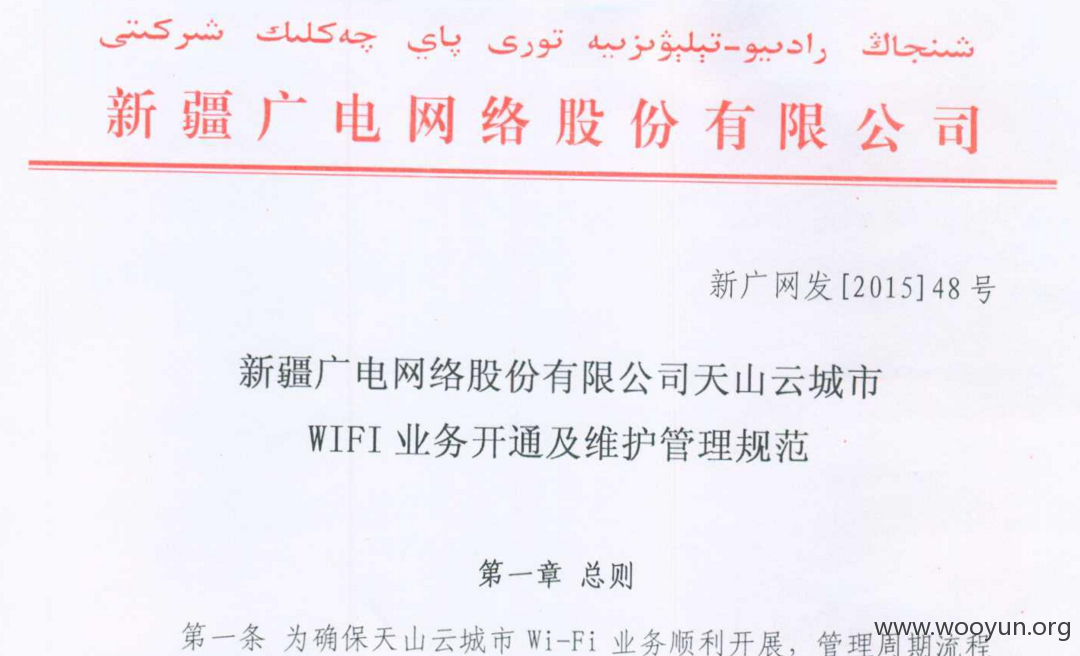 شىنجاڭ رادىيو-تېلېۋىزىيە تورى پاي چەكلىك شىركىتى
新疆广电网络股份有限公司
新广网发[2015]48号
新疆广电网络股份有限公司天山云城市
WIFI 业务开通及维护管理规范
第一章 总则
第一条 为确保天山云城市 Wi-Fi 业务顺利开展，管理周期流程
www.wooyun.org